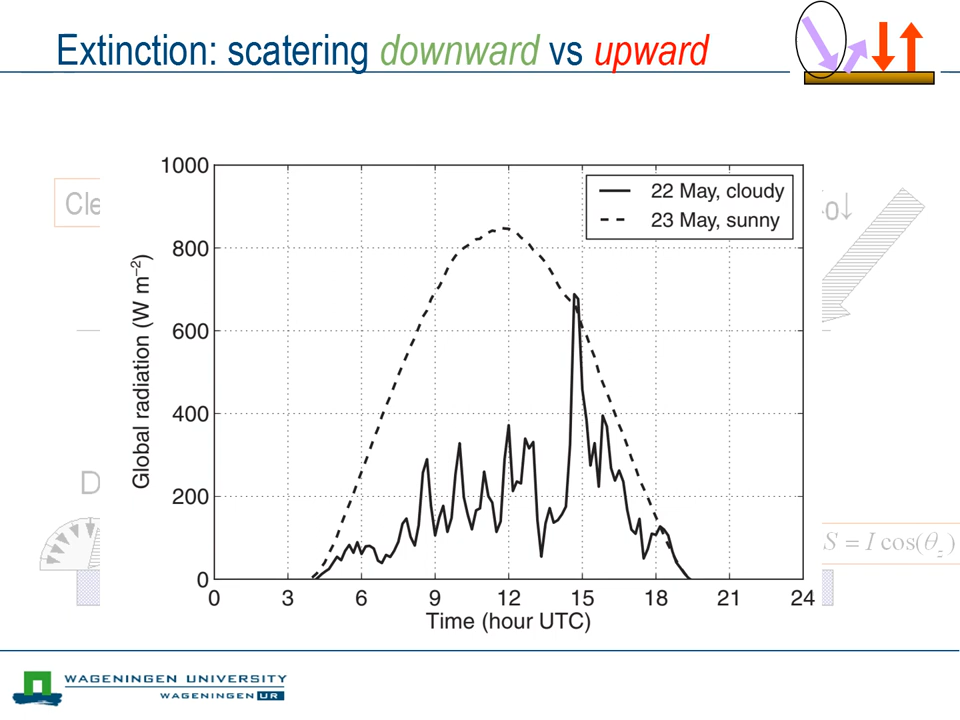 Extinction: scatering downward vs upward
Cle
0↓
1000
800
600
400
200
0
Global radiation (W m⁻²)
22 May, cloudy
23 May, sunny
D
S = I cos(θz)
0 3 6 9 12 15 18 21 24
Time (hour UTC)
WAGENINGEN UNIVERSITY
WAGENINGEN UR